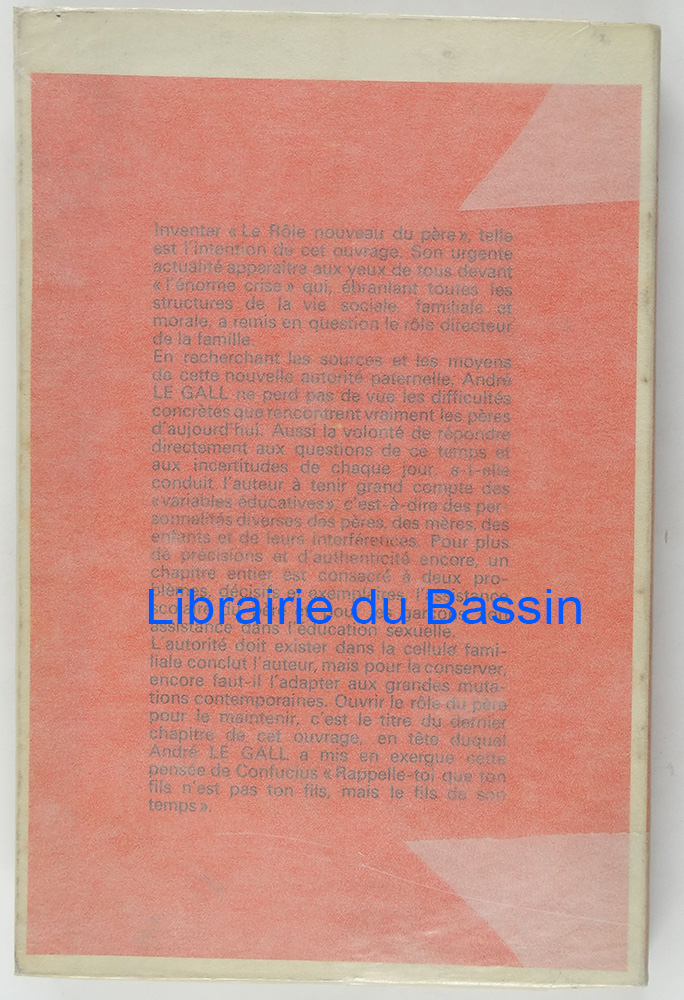 Inventer « Le Rôle nouveau du père », telle
est l'intention de cet ouvrage. Son urgente
actualité apparaître aux yeux de tous devant
« l'énorme crise » qui, ébranlant toutes les
structures de la vie sociale, familiale et
morale, a remis en question le rôle directeur
de la famille.
En recherchant les sources et les moyens
de cette nouvelle autorité paternelle, André
LE GALL ne perd pas de vue les difficultés
concrètes que rencontrent vraiment les pères
d'aujourd'hui. Aussi la volonté de répondre
directement aux questions de ce temps et
aux incertitudes de chaque jour, a-t-elle
conduit l'auteur à tenir grand compte des
« variables éducatives », c'est-à-dire des per-
sonnalités diverses des pères, des mères, des
enfants et de leurs interférences. Pour plus
de précisions et d'authenticité encore, un
chapitre entier est consacré à deux pro-
blèmes, décisifs et exemplaires, l'assistance
Librairie du Bassin
scolaire
assistance dans l'éducation sexuelle.
L'autorité doit exister dans la cellule fami-
liale conclut l'auteur, mais pour la conserver,
encore faut-il l'adapter aux grandes muta-
tions contemporaines. Ouvrir le rôle du père
pour le maintenir, c'est le titre du dernier
chapitre de cet ouvrage, en tête duquel
André LE GALL a mis en exergue cette
pensée de Confucius « Rappelle-toi que ton
fils n'est pas ton fils, mais le fils de son
temps ».